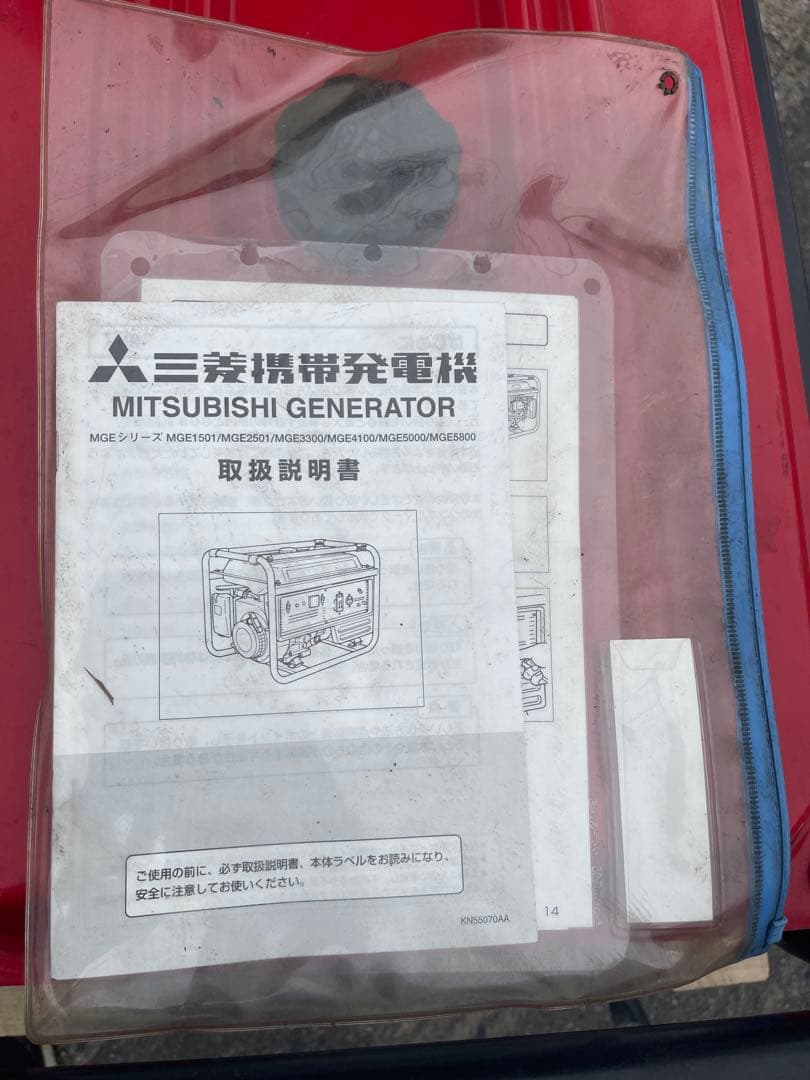 三菱携帯発電機
MITSUBISHI GENERATOR
MGEシリーズ MGE1501/MGE2501/MGE3300/MGE4100/MGE5000/MGE5800
取扱説明書
ご使用の前に、必ず取扱説明書、本体ラベルをお読みになり、
安全に注意してお使いください。
KN55070AA
14